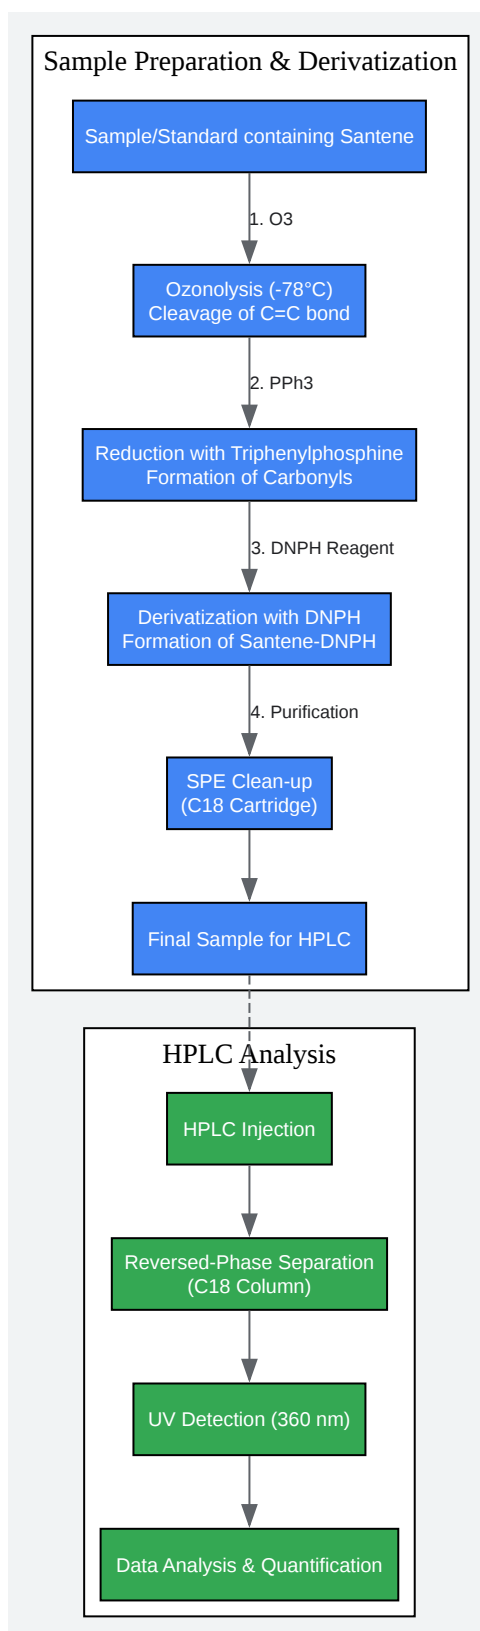 Sample Preparation & Derivatization
Sample/Standard containing Santene
1. O3
Ozonolysis (-78°C)
Cleavage of C=C bond
2. PPh3
Reduction with Triphenylphosphine
Formation of Carbonyls
3. DNPH Reagent
Derivatization with DNPH
Formation of Santene-DNPH
4. Purification
SPE Clean-up
(C18 Cartridge)
Final Sample for HPLC
HPLC Analysis
HPLC Injection
Reversed-Phase Separation
(C18 Column)
UV Detection (360 nm)
Data Analysis & Quantification